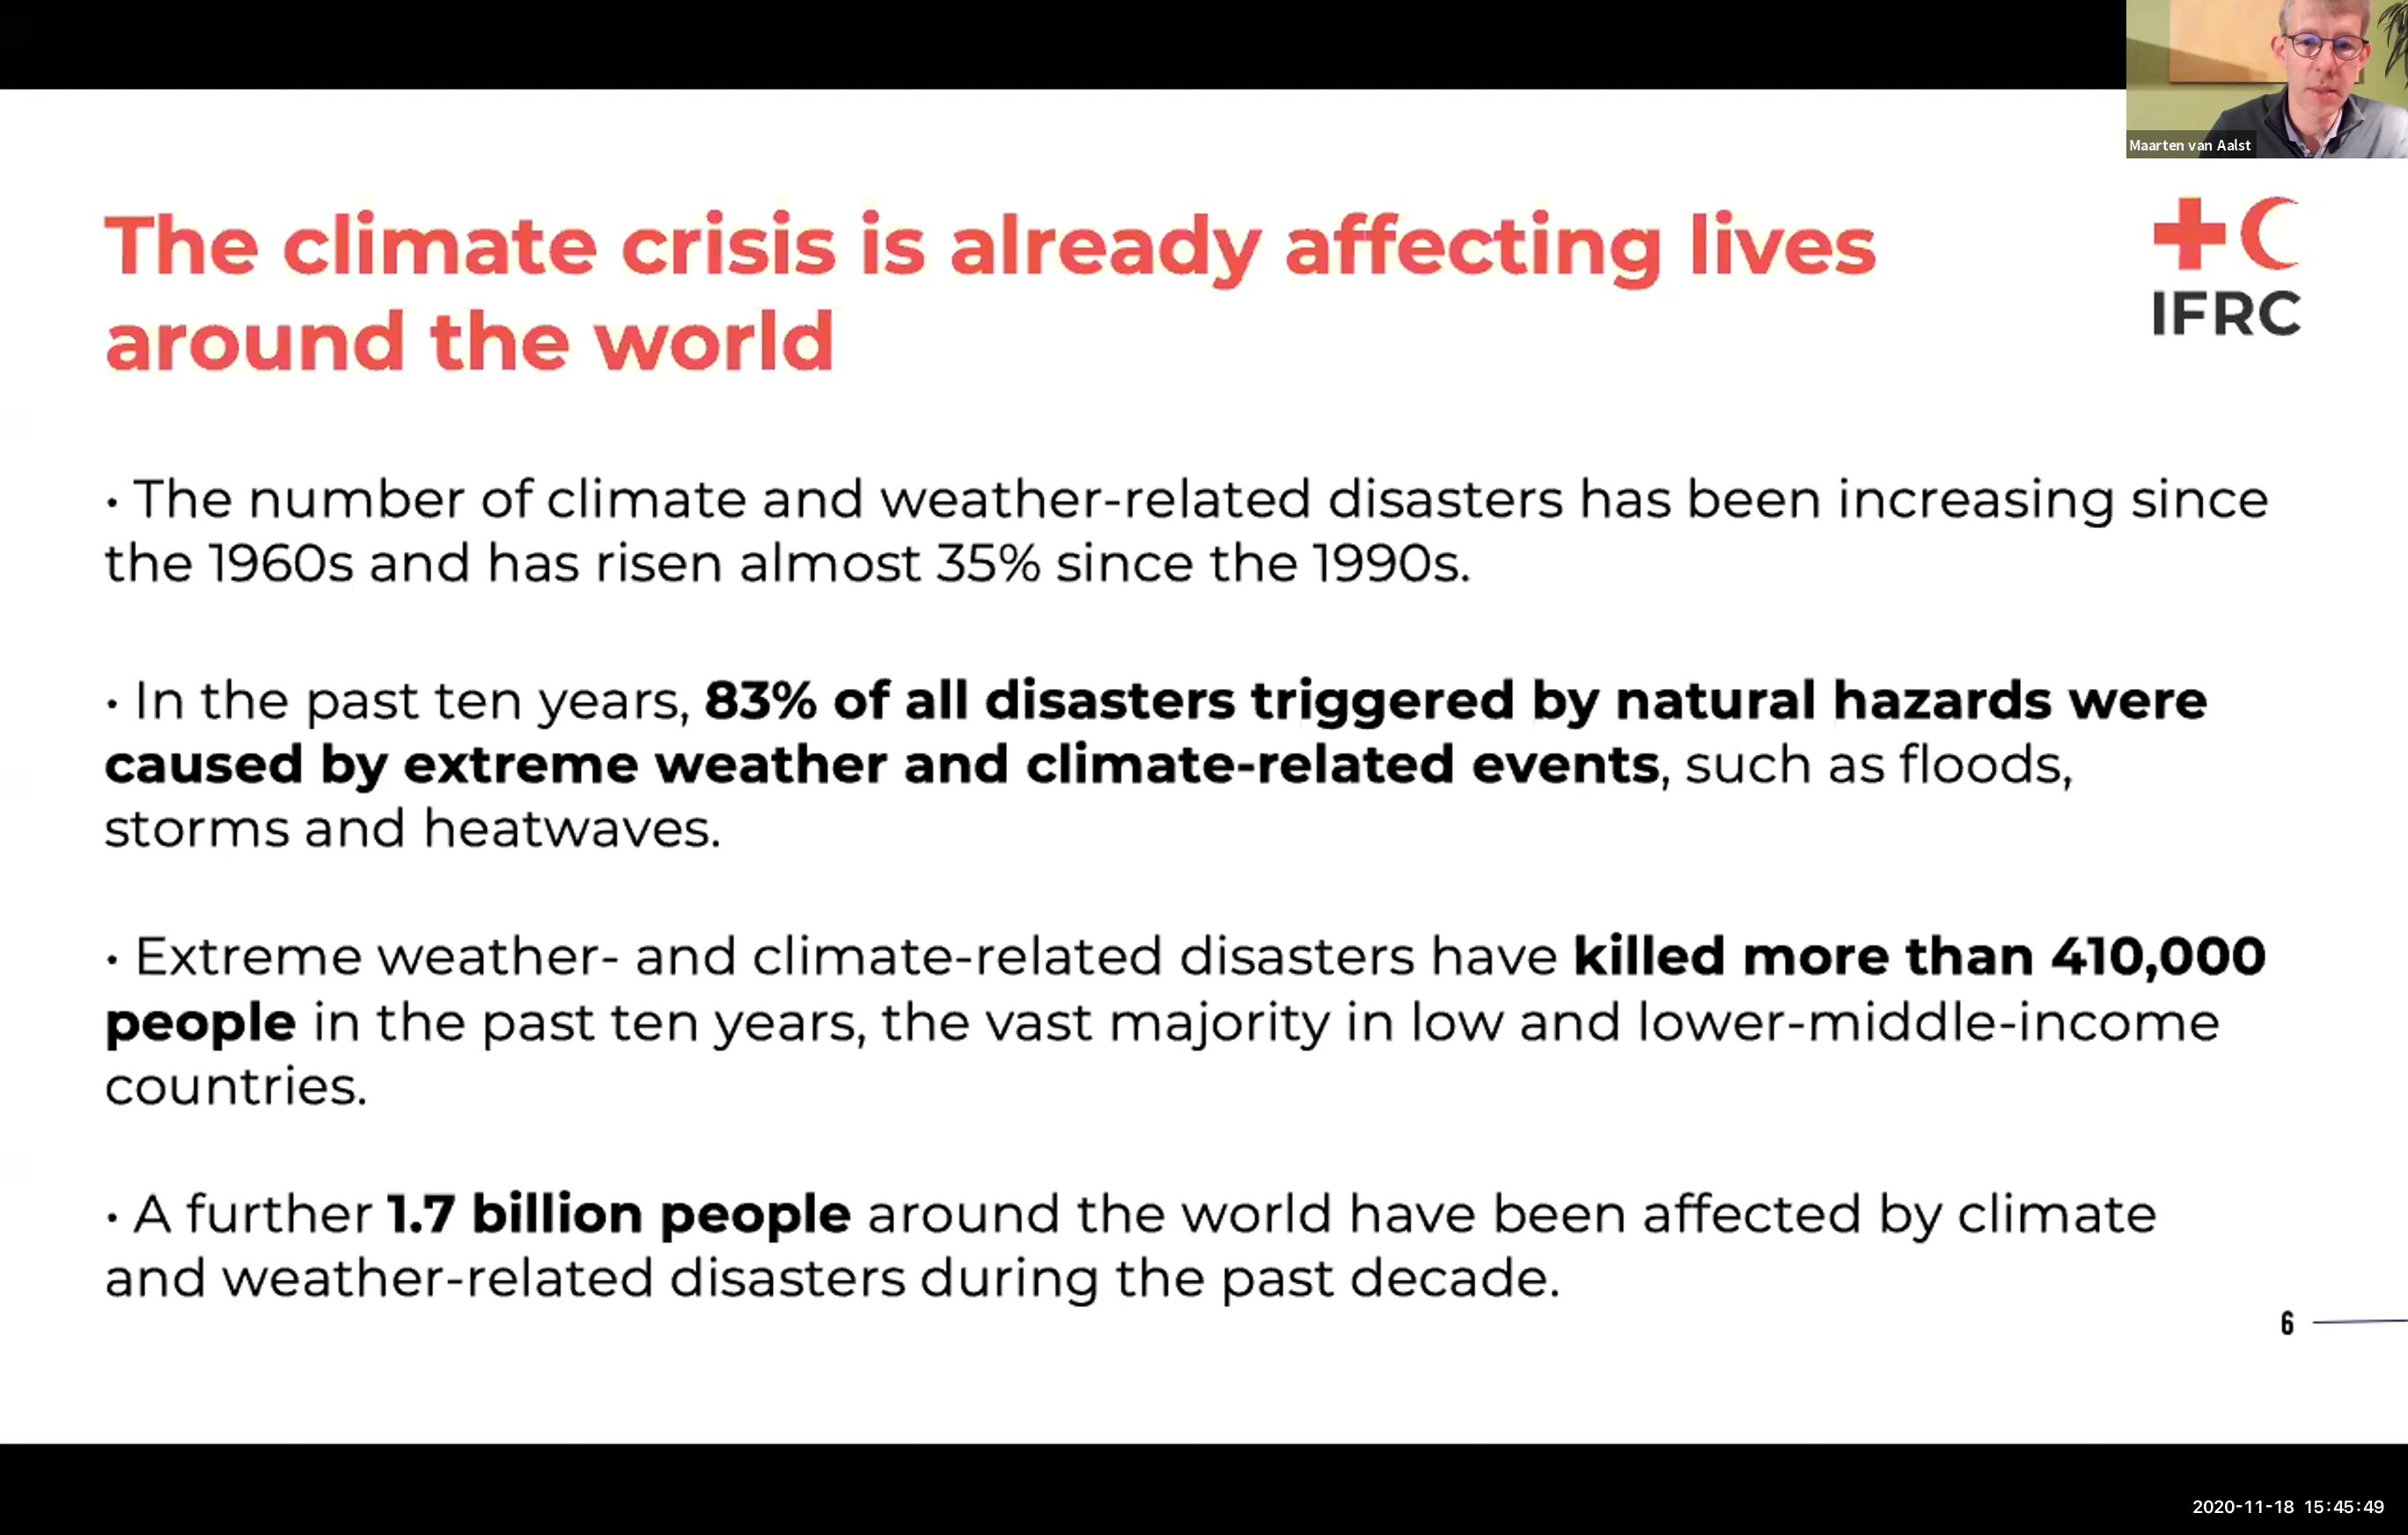 Maarten van Aalst
The climate crisis is already affecting lives
around the world
IFRC
• The number of climate and weather-related disasters has been increasing since
the 1960s and has risen almost 35% since the 1990s.
• In the past ten years, 83% of all disasters triggered by natural hazards were
caused by extreme weather and climate-related events, such as floods,
storms and heatwaves.
• Extreme weather- and climate-related disasters have killed more than 410,000
people in the past ten years, the vast majority in low and lower-middle-income
countries.
• A further 1.7 billion people around the world have been affected by climate
and weather-related disasters during the past decade.
6
2020-11-18 15:45:49